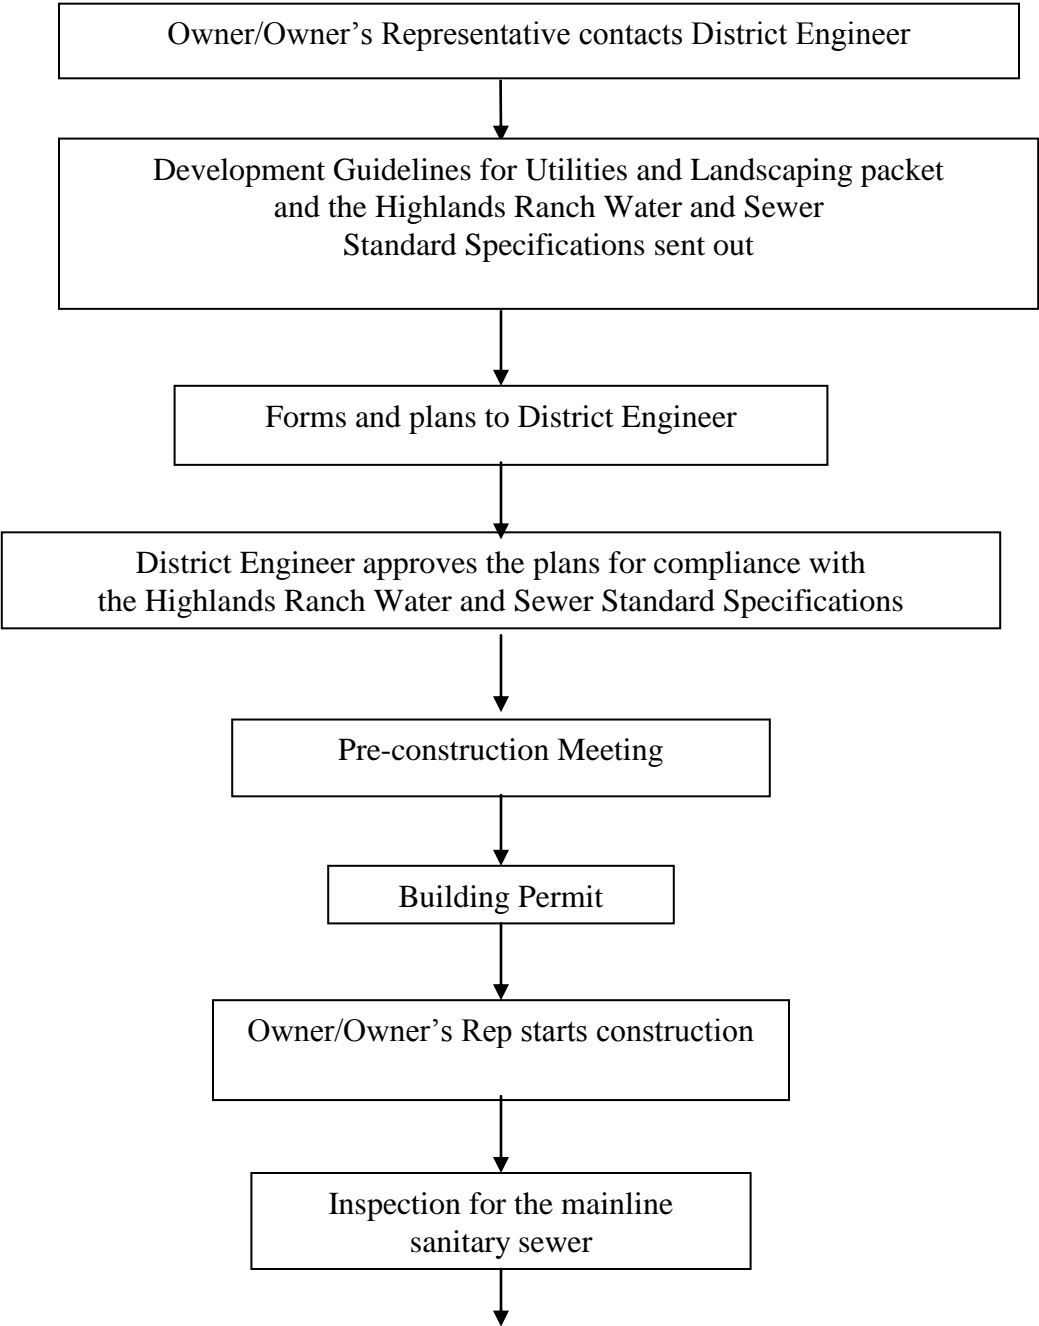 Owner/Owner’s Representative contacts District Engineer
Development Guidelines for Utilities and Landscaping packet
and the Highlands Ranch Water and Sewer
Standard Specifications sent out
Forms and plans to District Engineer
District Engineer approves the plans for compliance with
the Highlands Ranch Water and Sewer Standard Specifications
Pre-construction Meeting
Building Permit
Owner/Owner’s Rep starts construction
Inspection for the mainline
sanitary sewer